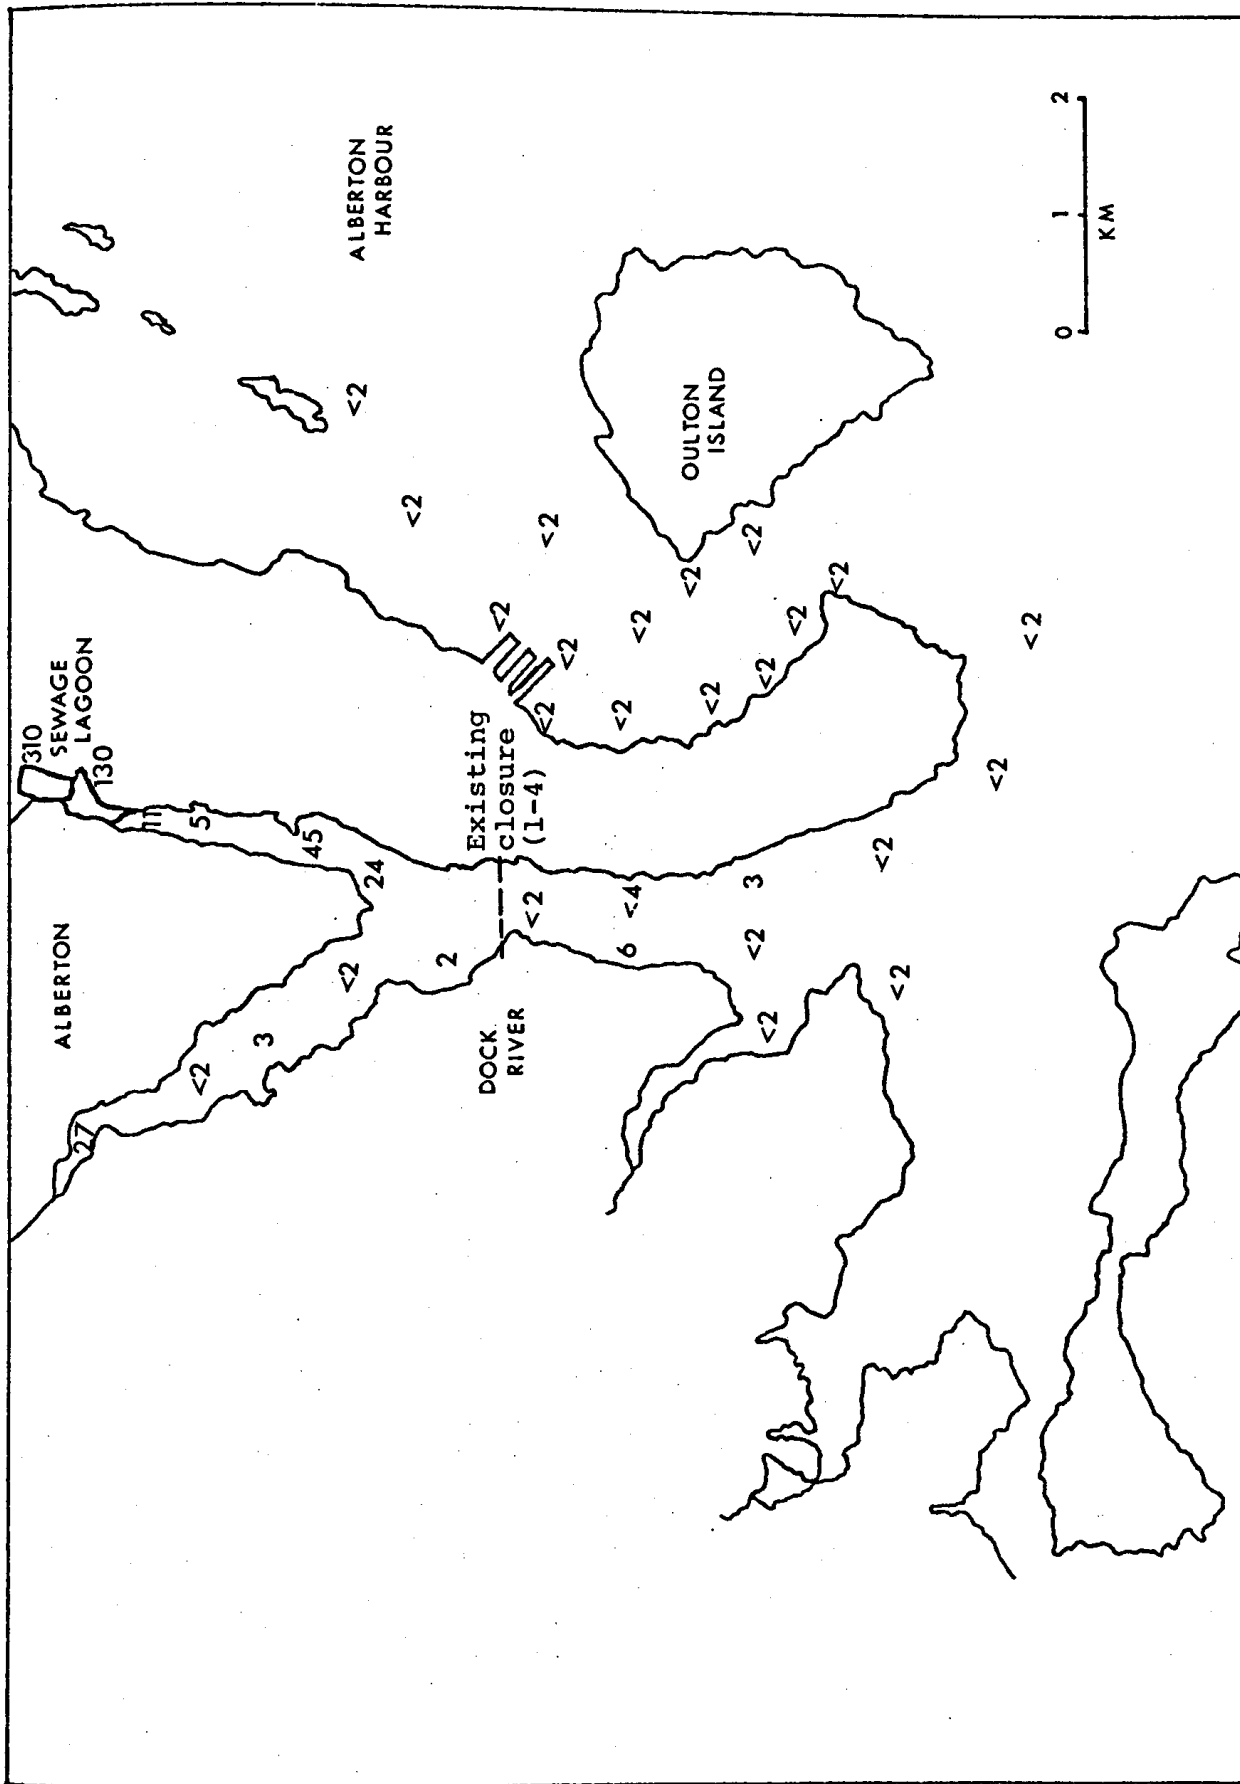 310
SEWAGE
LAGOON
ALBERTON
27
130
11
5
<2
3
45
<2
24
ALBERTON
HARBOUR
<2
<2
2
Existing
closure
(1-4)
DOCK
RIVER
<2
<2
<2
<2
<2
<2
6
<4
<2
<2
OULTON
ISLAND
<2
<2
3
<2
<2
<2
<2
<2
<2
<2
<2
<2
0 1 2
KM